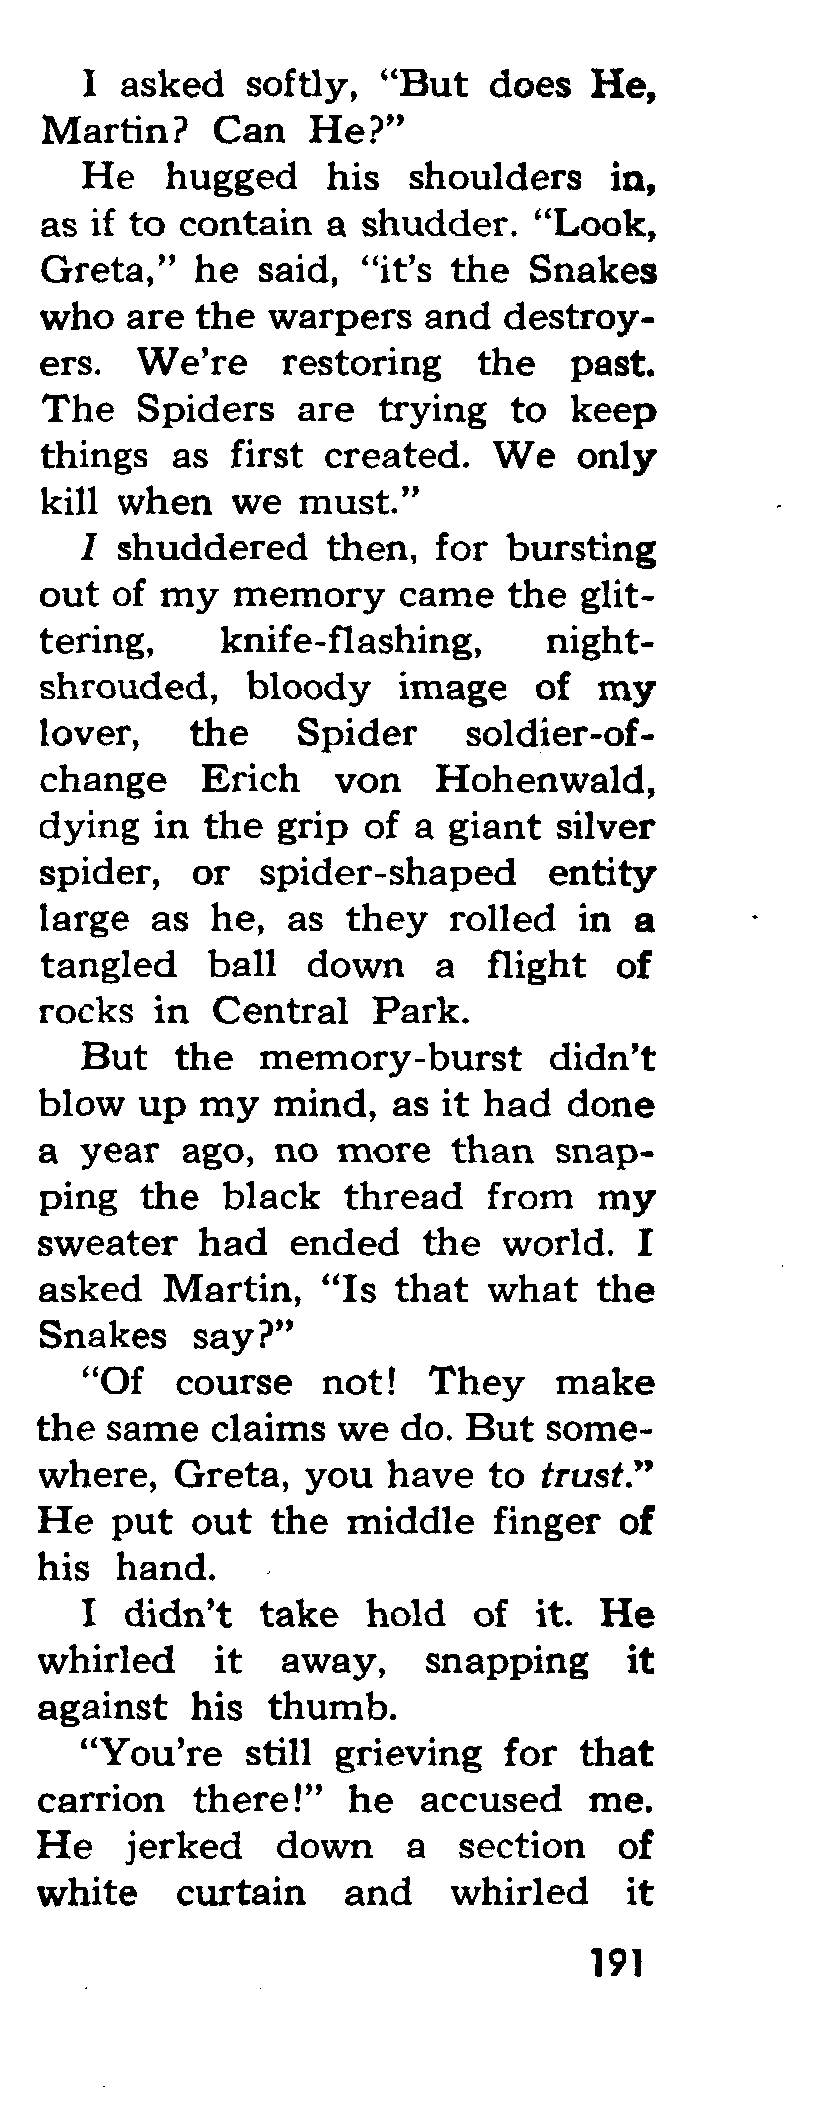 I asked softly, “But does He,
Martin? Can He?”
He hugged his shoulders in,
as if to contain a shudder. “Look,
Greta,” he said, “it’s the Snakes
who are the warpers and destroy-
ers. We’re restoring the past.
The Spiders are trying to keep
things as first created. We only
kill when we must.”
I shuddered then, for bursting
out of my memory came the glit-
tering, knife-flashing, night-
shrouded, bloody image of my
lover, the Spider soldier-of-
change Erich von Hohenwald,
dying in the grip of a giant silver
spider, or spider-shaped entity
large as he, as they rolled in a
tangled ball down a flight of
rocks in Central Park.
But the memory-burst didn’t
blow up my mind, as it had done
a year ago, no more than snap-
ping the black thread from my
sweater had ended the world. I
asked Martin, “Is that what the
Snakes say?”
“Of course not! They make
the same claims we do. But some-
where, Greta, you have to trust.”
He put out the middle finger of
his hand.
I didn’t take hold of it. He
whirled it away, snapping it
against his thumb.
“You’re still grieving for that
carrion there!” he accused me.
He jerked down a section of
white curtain and whirled it
191